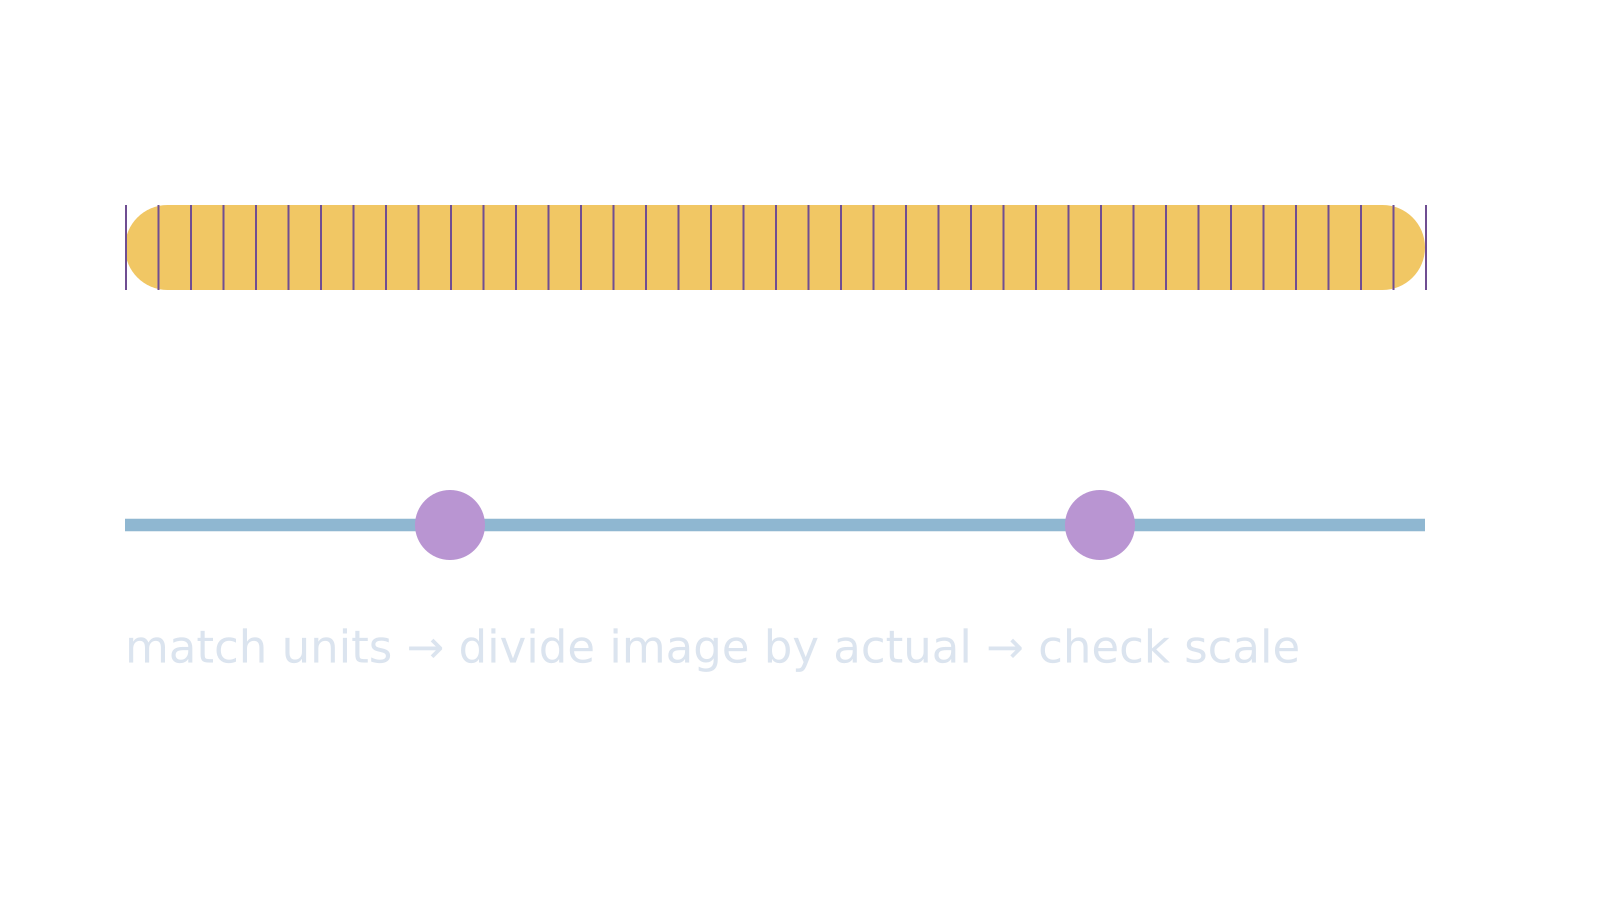 match units → divide image by actual → check scale